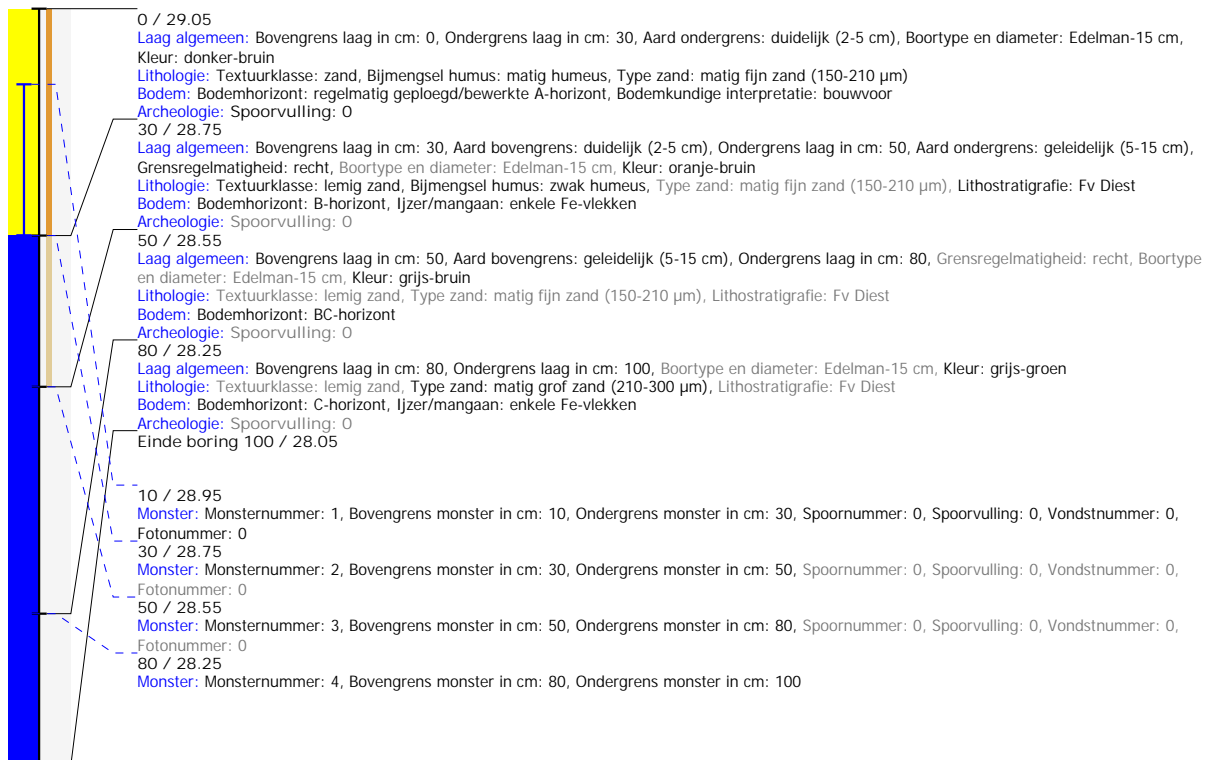 0 / 29.05
Laag algemeen: Bovengrens laag in cm: 0, Ondergrens laag in cm: 30, Aard ondergrens: duidelijk (2-5 cm), Boortype en diameter: Edelman-15 cm,
Kleur: donker-bruin
Lithologie: Textuurklasse: zand, Bijmengsel humus: matig humeus, Type zand: matig fijn zand (150-210 µm)
Bodem: Bodemhorizont: regelmatig geploegd/bewerkte A-horizont, Bodemkundige interpretatie: bouwvoor
Archeologie: Spoorvulling: 0
30 / 28.75
Laag algemeen: Bovengrens laag in cm: 30, Aard bovengrens: duidelijk (2-5 cm), Ondergrens laag in cm: 50, Aard ondergrens: geleidelijk (5-15 cm),
Grensregelmatigheid: recht, Boortype en diameter: Edelman-15 cm, Kleur: oranje-bruin
Lithologie: Textuurklasse: lemig zand, Bijmengsel humus: zwak humeus, Type zand: matig fijn zand (150-210 µm), Lithostratigrafie: Fv Diest
Bodem: Bodemhorizont: B-horizont, Ijzer/mangaan: enkele Fe-vlekken
Archeologie: Spoorvulling: 0
50 / 28.55
Laag algemeen: Bovengrens laag in cm: 50, Aard bovengrens: geleidelijk (5-15 cm), Ondergrens laag in cm: 80, Grensregelmatigheid: recht, Boortype
en diameter: Edelman-15 cm, Kleur: grijs-bruin
Lithologie: Textuurklasse: lemig zand, Type zand: matig fijn zand (150-210 µm), Lithostratigrafie: Fv Diest
Bodem: Bodemhorizont: BC-horizont
Archeologie: Spoorvulling: 0
80 / 28.25
Laag algemeen: Bovengrens laag in cm: 80, Ondergrens laag in cm: 100, Boortype en diameter: Edelman-15 cm, Kleur: grijs-groen
Lithologie: Textuurklasse: lemig zand, Type zand: matig grof zand (210-300 µm), Lithostratigrafie: Fv Diest
Bodem: Bodemhorizont: C-horizont, Ijzer/mangaan: enkele Fe-vlekken
Archeologie: Spoorvulling: 0
Einde boring 100 / 28.05
10 / 28.95
Monster: Monsternummer: 1, Bovengrens monster in cm: 10, Ondergrens monster in cm: 30, Spoornummer: 0, Spoorvulling: 0, Vondstnummer: 0,
Fotonummer: 0
30 / 28.75
Monster: Monsternummer: 2, Bovengrens monster in cm: 30, Ondergrens monster in cm: 50, Spoornummer: 0, Spoorvulling: 0, Vondstnummer: 0,
Fotonummer: 0
50 / 28.55
Monster: Monsternummer: 3, Bovengrens monster in cm: 50, Ondergrens monster in cm: 80, Spoornummer: 0, Spoorvulling: 0, Vondstnummer: 0,
Fotonummer: 0
80 / 28.25
Monster: Monsternummer: 4, Bovengrens monster in cm: 80, Ondergrens monster in cm: 100